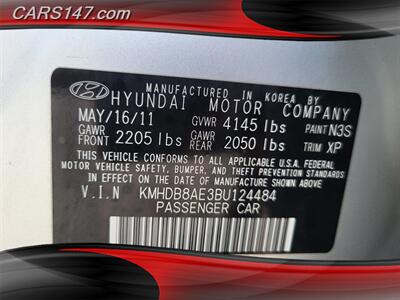 CARS147.com
MANUFACTURED IN KOREA BY
HYUNDAI MOTOR COMPANY
MAY/16/11 GVWR 4145 lbs PAINT N3S
GAWR FRONT 2205 lbs GAWR REAR 2050 lbs TRIM XP
THIS VEHICLE CONFORMS TO ALL APPLICABLE U.S.A. FEDERAL
MOTOR VEHICLE SAFETY, BUMPER, AND THEFT PREVENTION STANDARDS
IN EFFECT ON THE DATE OF MANUFACTURE SHOWN ABOVE.
V.I.N KMHDB8AE3BU124484
PASSENGER CAR